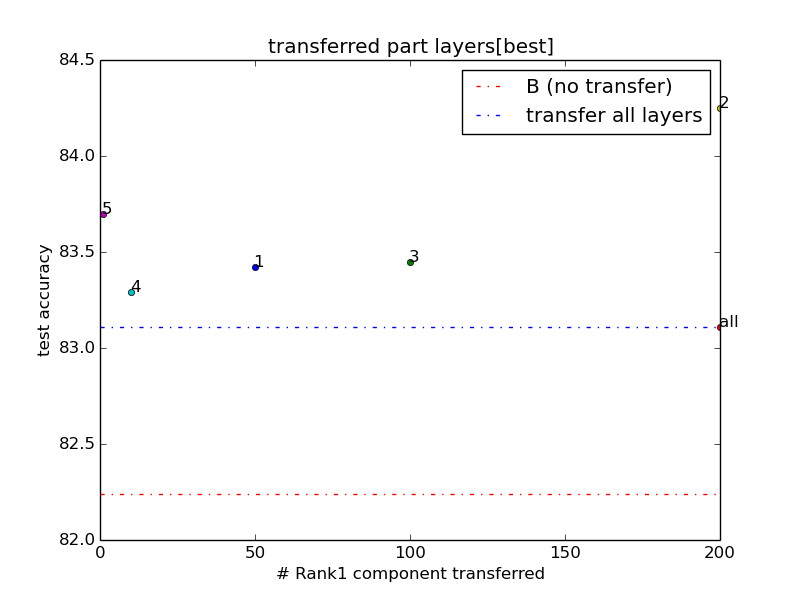 transferred part layers[best]
84.5
84.0
83.5
83.0
82.5
82.0
test accuracy
B (no transfer)
transfer all layers
2
5
1
3
4
all
0
50
100
150
200
# Rank1 component transferred